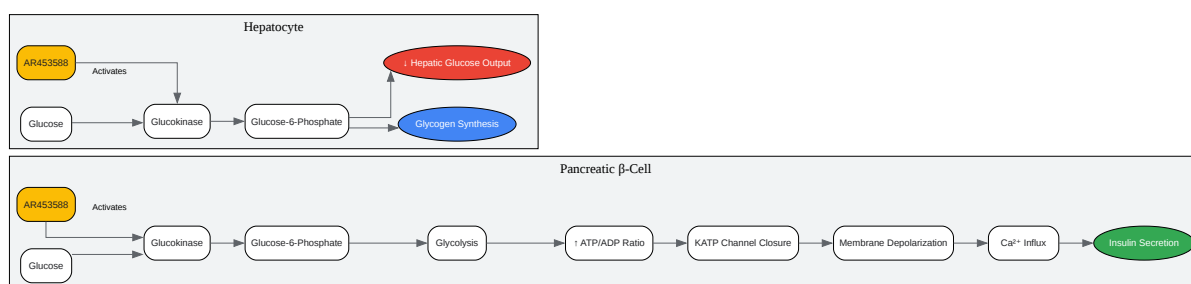 Hepatocyte
AR453588
Activates
↓ Hepatic Glucose Output
Glucose
Glucokinase
Glucose-6-Phosphate
Glycogen Synthesis
Pancreatic β-Cell
AR453588
Activates
Glucose
Glucokinase
Glucose-6-Phosphate
Glycolysis
↑ ATP/ADP Ratio
KATP Channel Closure
Membrane Depolarization
Ca²⁺ Influx
Insulin Secretion